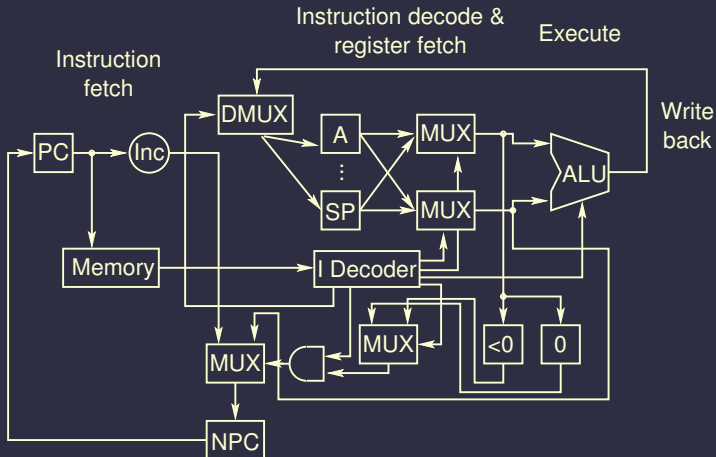 Instruction decode &
register fetch
Execute
Instruction
fetch
Write
back
DMUX
A
MUX
PC
Inc
ALU
⋮
SP
MUX
Memory
I Decoder
MUX
MUX
<0
0
NPC